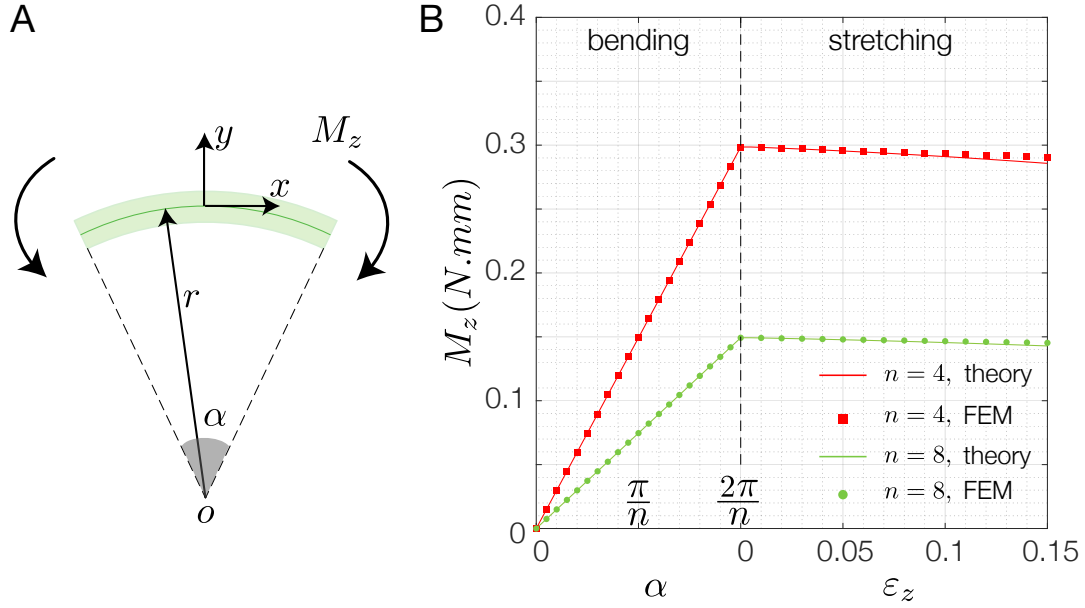 A
y
M_z
x
r
α
o
B
bending
stretching
M_z(N.mm)
0.4
0.3
0.2
0.1
0
n = 4, theory
n = 4, FEM
n = 8, theory
n = 8, FEM
π/n
2π/n
0
0
0.05
0.1
0.15
α
ε_z